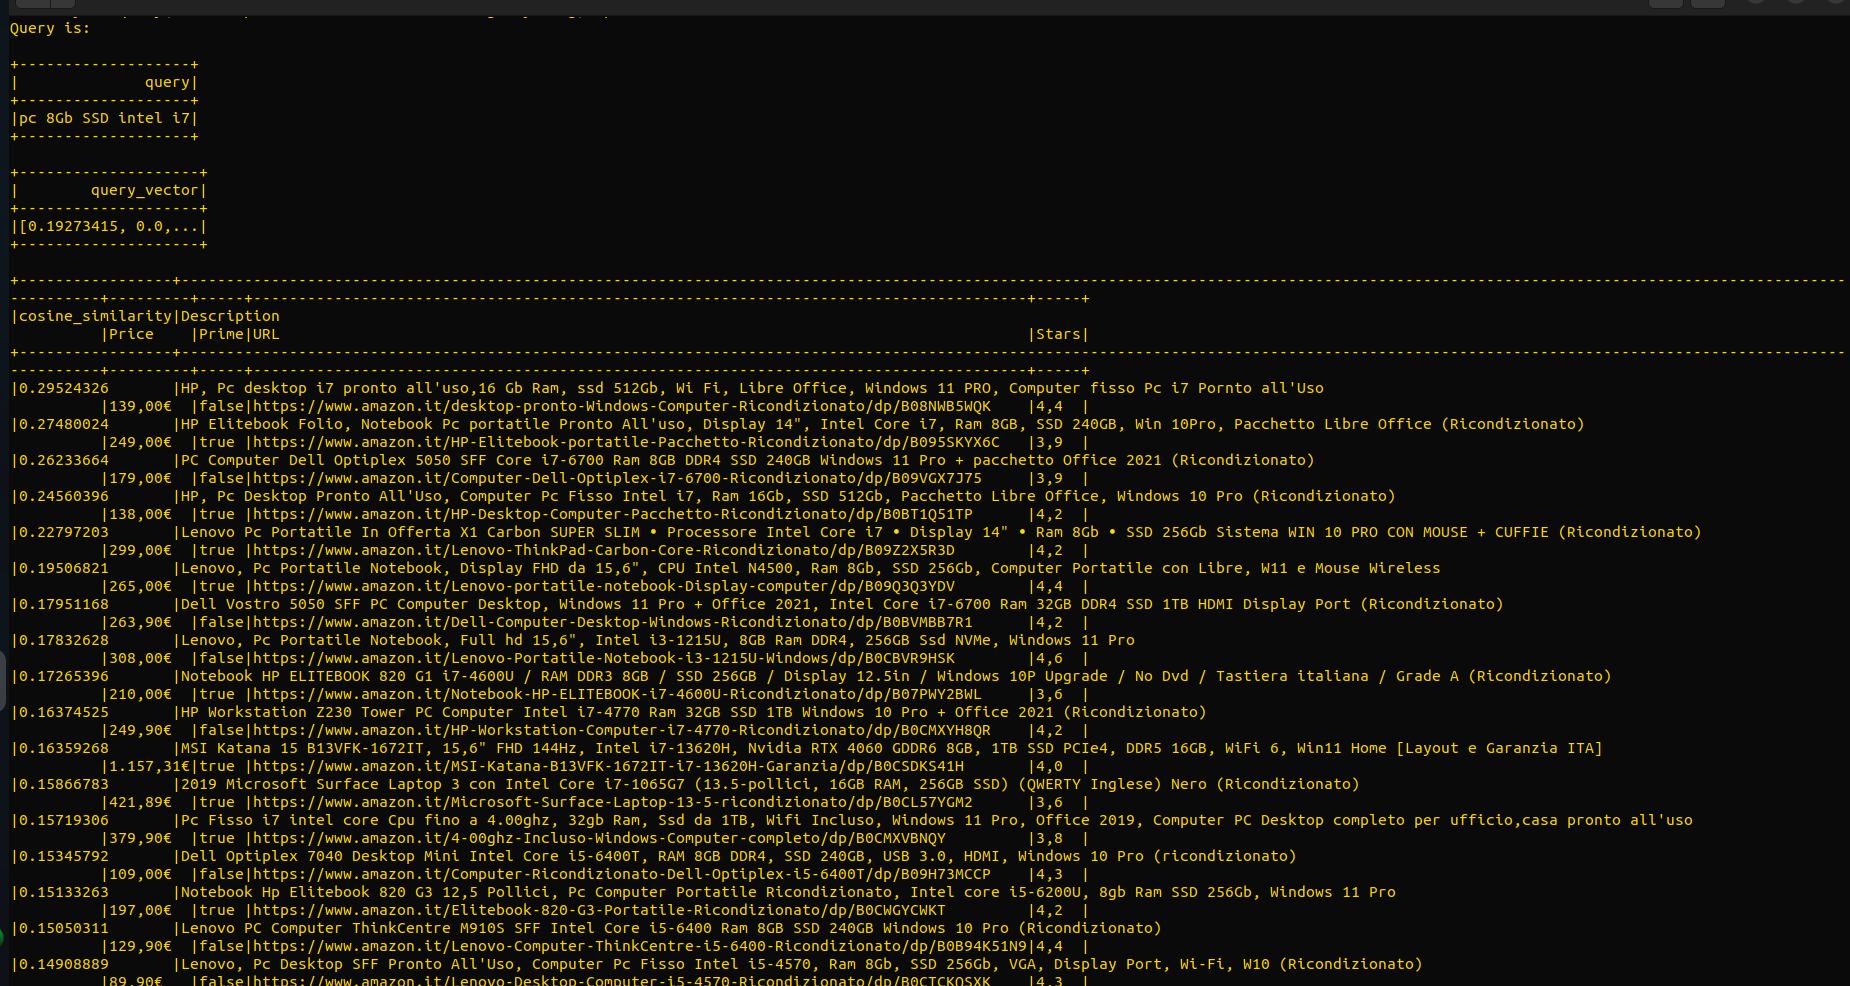 Query is:
+-------------------+
|              query|
+-------------------+
|pc 8Gb SSD intel i7|
+-------------------+
+--------------------+
|        query_vector|
+--------------------+
|[0.19273415, 0.0,...|
+--------------------+
|cosine_similarity|Description
|Price    |Prime|URL |Stars|
|0.29524326       |HP, Pc desktop i7 pronto all'uso,16 Gb Ram, ssd 512Gb, Wi Fi, Libre Office, Windows 11 PRO, Computer fisso Pc i7 Pornto all'Uso
|139,00€  |false|https://www.amazon.it/desktop-pronto-Windows-Computer-Ricondizionato/dp/B08NWB5WQK    |4,4  |
|0.27480024       |HP Elitebook Folio, Notebook Pc portatile Pronto All'uso, Display 14", Intel Core i7, Ram 8GB, SSD 240GB, Win 10Pro, Pacchetto Libre Office (Ricondizionato)
|249,00€  |true |https://www.amazon.it/HP-Elitebook-portatile-Pacchetto-Ricondizionato/dp/B095SKYX6C   |3,9  |
|0.26233664       |PC Computer Dell Optiplex 5050 SFF Core i7-6700 Ram 8GB DDR4 SSD 240GB Windows 11 Pro + pacchetto Office 2021 (Ricondizionato)
|179,00€  |false|https://www.amazon.it/Computer-Dell-Optiplex-i7-6700-Ricondizionato/dp/B09VGX7J75     |3,9  |
|0.24560396       |HP, Pc Desktop Pronto All'Uso, Computer Pc Fisso Intel i7, Ram 16Gb, SSD 512Gb, Pacchetto Libre Office, Windows 10 Pro (Ricondizionato)
|138,00€  |true |https://www.amazon.it/HP-Desktop-Computer-Pacchetto-Ricondizionato/dp/B0BT1Q51TP      |4,2  |
|0.22797203       |Lenovo Pc Portatile In Offerta X1 Carbon SUPER SLIM • Processore Intel Core i7 • Display 14" • Ram 8Gb • SSD 256Gb Sistema WIN 10 PRO CON MOUSE + CUFFIE (Ricondizionato)
|299,00€  |true |https://www.amazon.it/Lenovo-ThinkPad-Carbon-Core-Ricondizionato/dp/B09Z2X5R3D        |4,2  |
|0.19506821       |Lenovo, Pc Portatile Notebook, Display FHD da 15,6", CPU Intel N4500, Ram 8Gb, SSD 256Gb, Computer Portatile con Libre, W11 e Mouse Wireless
|265,00€  |true |https://www.amazon.it/Lenovo-portatile-notebook-Display-computer/dp/B09Q3Q3YDV        |4,4  |
|0.17951168       |Dell Vostro 5050 SFF PC Computer Desktop, Windows 11 Pro + Office 2021, Intel Core i7-6700 Ram 32GB DDR4 SSD 1TB HDMI Display Port (Ricondizionato)
|263,90€  |false|https://www.amazon.it/Dell-Computer-Desktop-Windows-Ricondizionato/dp/B0BVMBB7R1      |4,2  |
|0.17832628       |Lenovo, Pc Portatile Notebook, Full hd 15,6", Intel i3-1215U, 8GB Ram DDR4, 256GB Ssd NVMe, Windows 11 Pro
|308,00€  |false|https://www.amazon.it/Lenovo-Portatile-Notebook-i3-1215U-Windows/dp/B0CBVR9HSK        |4,6  |
|0.17265396       |Notebook HP ELITEBOOK 820 G1 i7-4600U / RAM DDR3 8GB / SSD 256GB / Display 12.5in / Windows 10P Upgrade / No Dvd / Tastiera italiana / Grade A (Ricondizionato)
|210,00€  |true |https://www.amazon.it/Notebook-HP-ELITEBOOK-i7-4600U-Ricondizionato/dp/B07PWY2BWL     |3,6  |
|0.16374525       |HP Workstation Z230 Tower PC Computer Intel i7-4770 Ram 32GB SSD 1TB Windows 10 Pro + Office 2021 (Ricondizionato)
|249,90€  |true |https://www.amazon.it/HP-Workstation-Computer-i7-4770-Ricondizionato/dp/B0CMXYH8QR    |4,2  |
|0.16359268       |MSI Katana 15 B13VFK-1672IT, 15,6" FHD 144Hz, Intel i7-13620H, Nvidia RTX 4060 GDDR6 8GB, 1TB SSD PCIe4, DDR5 16GB, WiFi 6, Win11 Home [Layout e Garanzia ITA]
|1.157,31€|true |https://www.amazon.it/MSI-Katana-B13VFK-1672IT-i7-13620H-Garanzia/dp/B0CSDKS41H       |4,0  |
|0.15866783       |2019 Microsoft Surface Laptop 3 con Intel Core i7-1065G7 (13.5-pollici, 16GB RAM, 256GB SSD) (QWERTY Inglese) Nero (Ricondizionato)
|421,89€  |true |https://www.amazon.it/Microsoft-Surface-Laptop-13-5-ricondizionato/dp/B0CL57YGM2      |3,6  |
|0.15719306       |Pc Fisso i7 intel core Cpu fino a 4.00ghz, 32gb Ram, Ssd da 1TB, Wifi Incluso, Windows 11 Pro, Office 2019, Computer PC Desktop completo per ufficio,casa pronto all'uso
|379,90€  |true |https://www.amazon.it/4-00ghz-Incluso-Windows-Computer-completo/dp/B0CMXVBNQY         |3,8  |
|0.15345792       |Dell Optiplex 7040 Desktop Mini Intel Core i5-6400T, RAM 8GB DDR4, SSD 240GB, USB 3.0, HDMI, Windows 10 Pro (ricondizionato)
|109,00€  |false|https://www.amazon.it/Computer-Ricondizionato-Dell-Optiplex-i5-6400T/dp/B09H73MCCP    |4,3  |
|0.15133263       |Notebook Hp Elitebook 820 G3 12,5 Pollici, Pc Computer Portatile Ricondizionato, Intel core i5-6200U, 8gb Ram SSD 256Gb, Windows 11 Pro
|197,00€  |true |https://www.amazon.it/Elitebook-820-G3-Portatile-Ricondizionato/dp/B0CWGYCWKT         |4,2  |
|0.15050311       |Lenovo PC Computer ThinkCentre M910S SFF Intel Core i5-6400 Ram 8GB SSD 240GB Windows 10 Pro (Ricondizionato)
|129,90€  |false|https://www.amazon.it/Lenovo-Computer-ThinkCentre-i5-6400-Ricondizionato/dp/B0B94K51N9|4,4  |
|0.14908889       |Lenovo, Pc Desktop SFF Pronto All'Uso, Computer Pc Fisso Intel i5-4570, Ram 8Gb, SSD 256Gb, VGA, Display Port, Wi-Fi, W10 (Ricondizionato)
|89,90€   |false|https://www.amazon.it/Lenovo-Desktop-Computer-i5-4570-Ricondizionato/dp/B0CTCKQSXK    |4,3  |